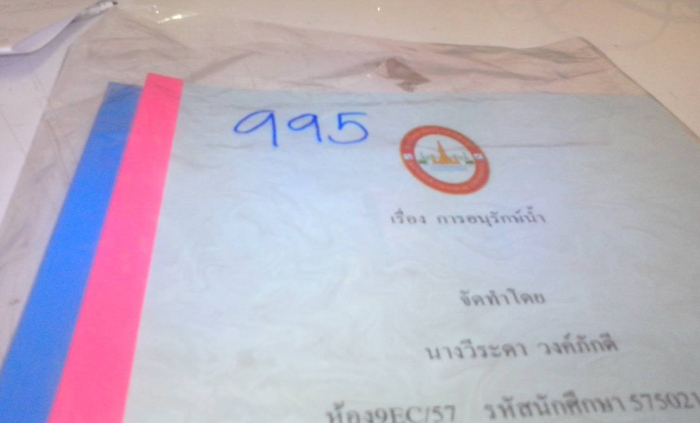 995
เรื่อง การอนุรักษ์น้ำ
จัดทำโดย
นางวีระดา วงค์ภักดี
ห้อง9EC/57 รหัสนักศึกษา 575021